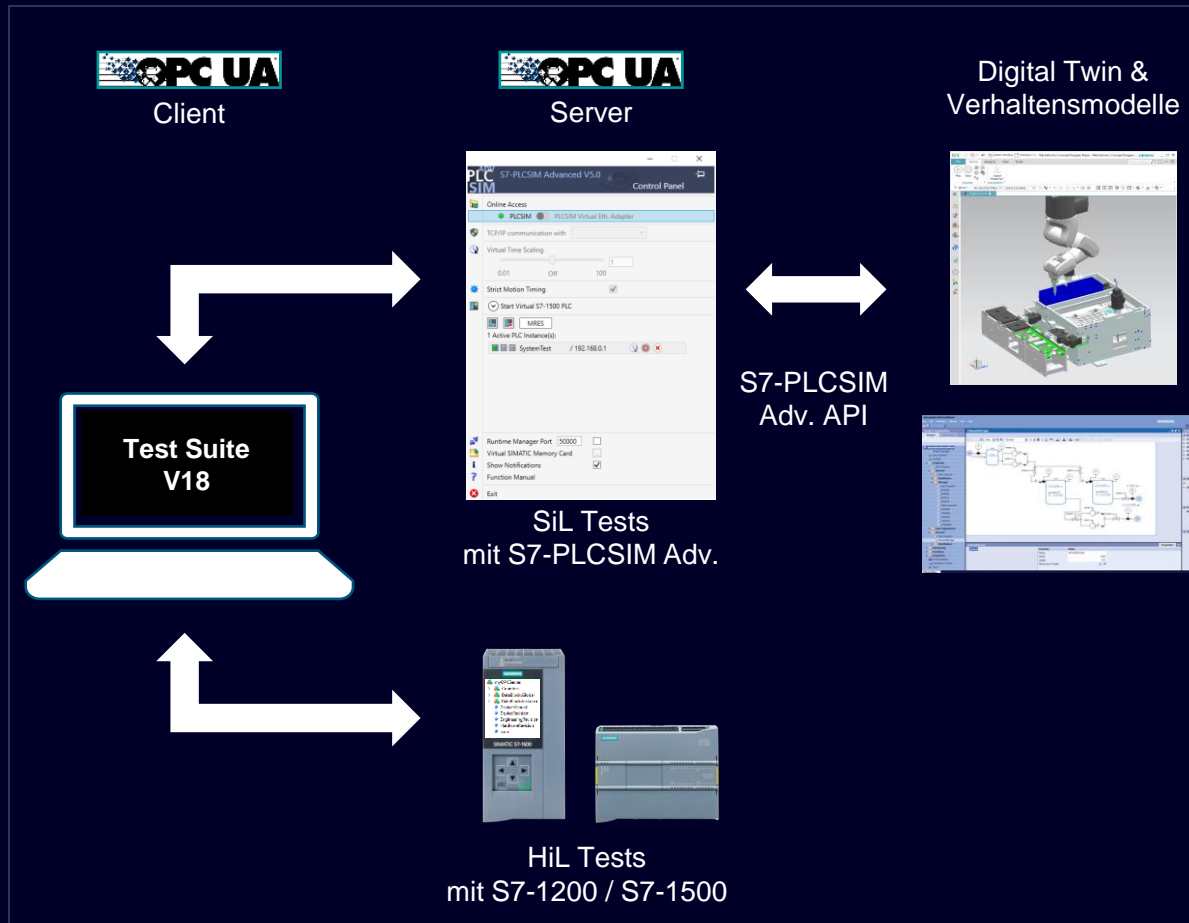 OPC UA
Client
OPC UA
Server
Digital Twin &
Verhaltensmodelle
PLC
SIM
S7-PLCSIM Advanced V5.0
Control Panel
Online Access
PLCSIM
PLCSIM Virtual Eth. Adapter
TCP/IP communication with
Virtual Time Scaling
1
0.01 Off 100
Strict Motion Timing
Start Virtual S7-1500 PLC
MRES
1 Active PLC Instance(s):
SystemTest / 192.168.0.1
Runtime Manager Port 50000
Virtual SIMATIC Memory Card
Show Notifications
Function Manual
Exit
S7-PLCSIM
Adv. API
Test Suite
V18
SiL Tests
mit S7-PLCSIM Adv.
SIEMENS
SIMATIC S7-1500
HiL Tests
mit S7-1200 / S7-1500